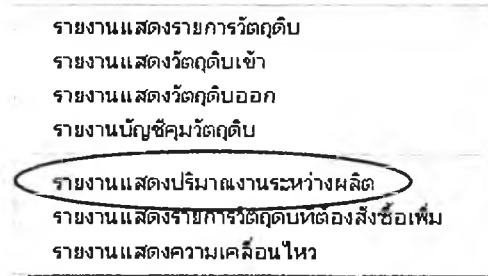 รายงานแสดงรายการวัตถุดิบ
รายงานแสดงวัตถุดิบเข้า
รายงานแสดงวัตถุดิบออก
รายงานบัญชีคุมวัตถุดิบ
รายงานแสดงปริมาณงานระหว่างผลิต
รายงานแสดงรายการวัตถุดิบที่ต้องสั่งซื้อเพิ่ม
รายงานแสดงความเคลื่อนไหว